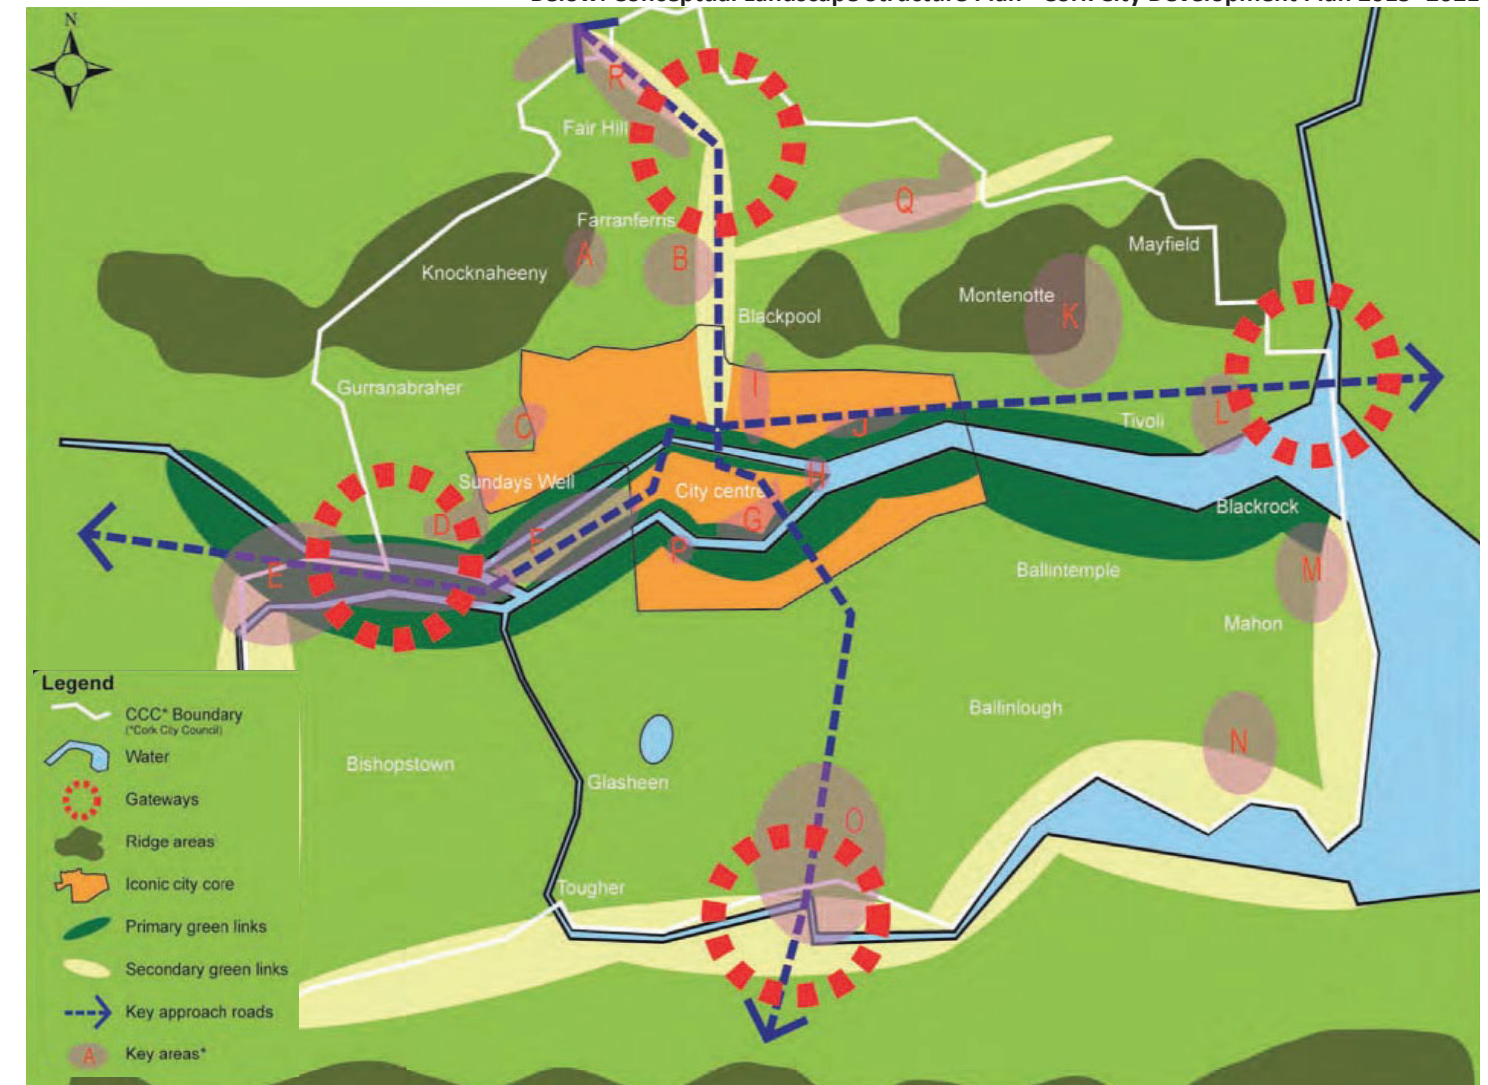 N
R
Fair Hill
Q
Farranferris
A
B
Mayfield
Knocknaheeny
Montenotte
K
Blackpool
Gurranabraher
I
C
J
Tivoli
L
Sundays Well
H
City centre
D
G
Blackrock
F
P
E
Ballintemple
M
Mahon
Legend
CCC* Boundary
(*Cork City Council)
Water
Gateways
Ridge areas
Iconic city core
Primary green links
Secondary green links
Key approach roads
A Key areas*
Ballinlough
N
Bishopstown
Glasheen
O
Tougher